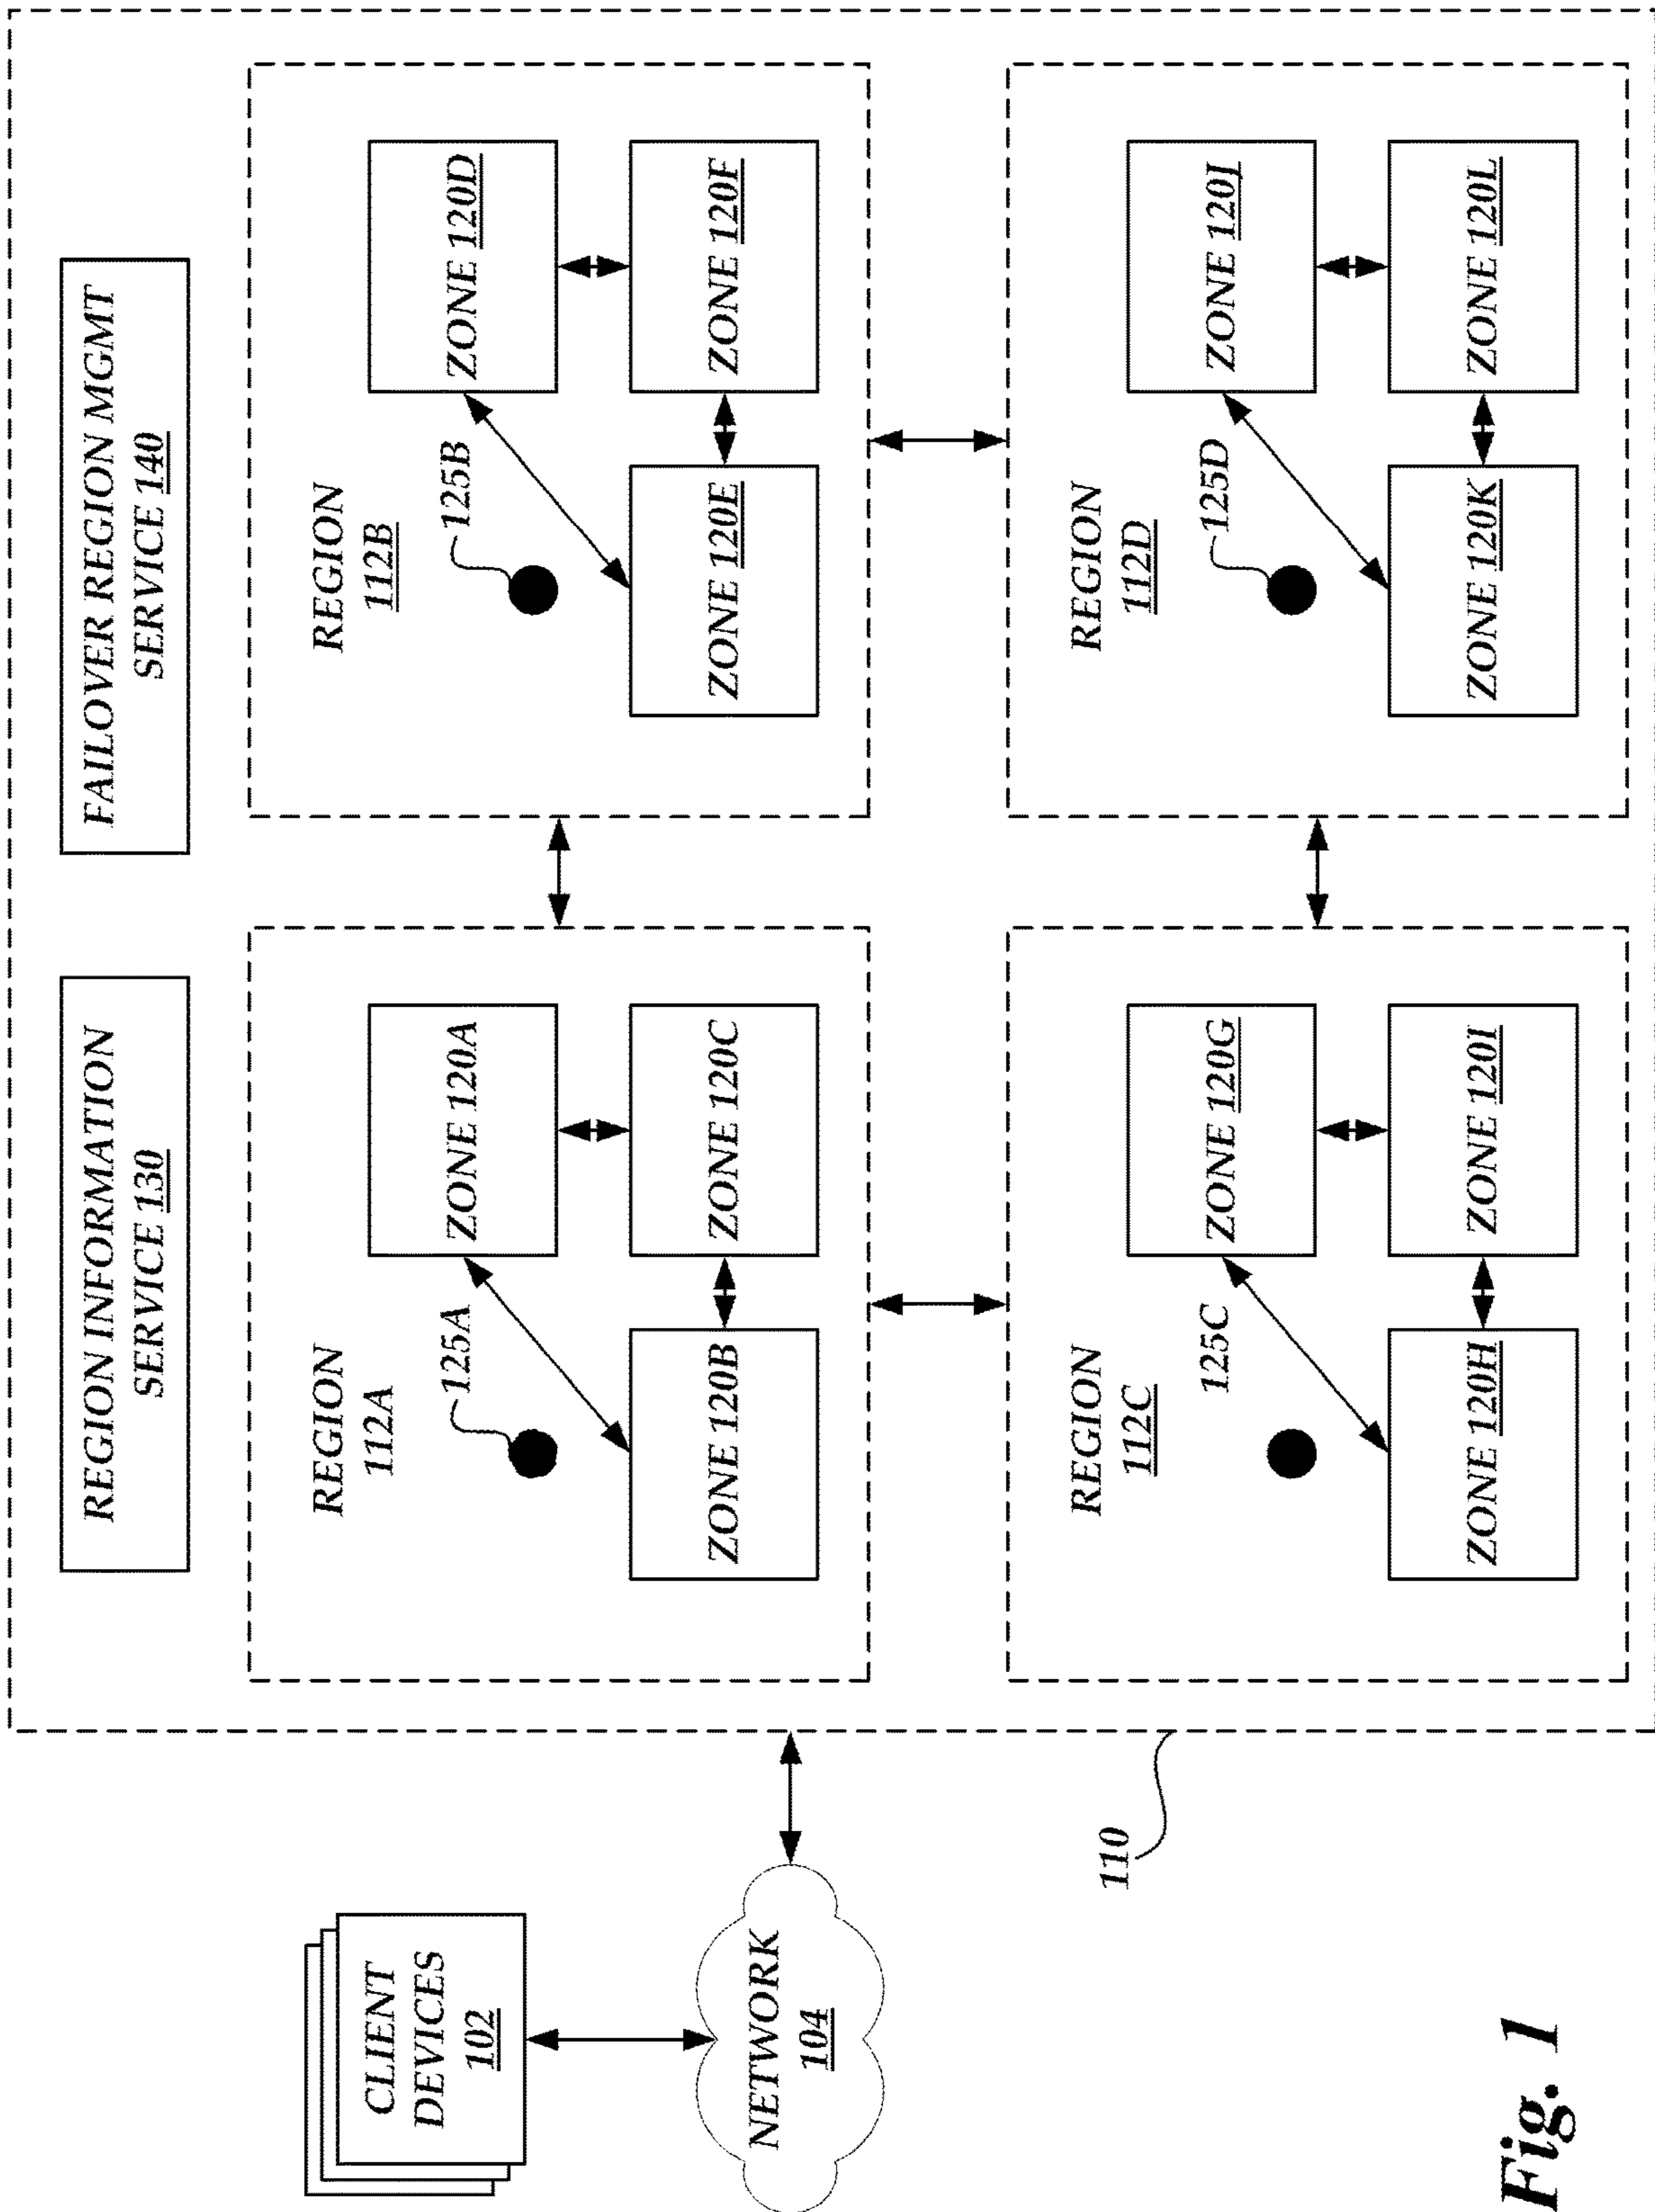 REGION INFORMATION
SERVICE 130
FAILOVER REGION MGMT
SERVICE 140
CLIENT
DEVICES
102
NETWORK
104
110
REGION
112A
125A
ZONE 120A
ZONE 120B
ZONE 120C
REGION
112B
125B
ZONE 120D
ZONE 120E
ZONE 120F
REGION
112C
125C
ZONE 120G
ZONE 120H
ZONE 120I
REGION
112D
125D
ZONE 120J
ZONE 120K
ZONE 120L
Fig. 1